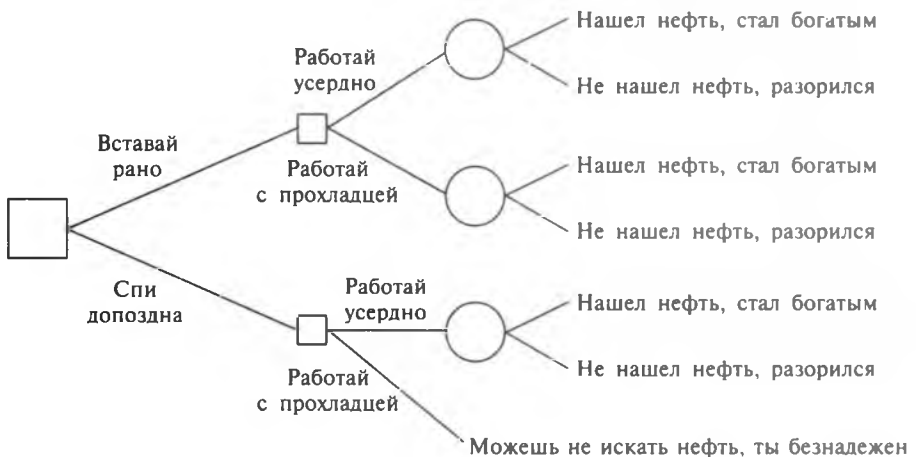 Нашел нефть, стал богатым
Работай
усердно
Не нашел нефть, разорился
Вставай
рано
Работай
с прохладцей
Нашел нефть, стал богатым
Не нашел нефть, разорился
Спи
допоздна
Работай
усердно
Нашел нефть, стал богатым
Не нашел нефть, разорился
Работай
с прохладцей
Можешь не искать нефть, ты безнадежен